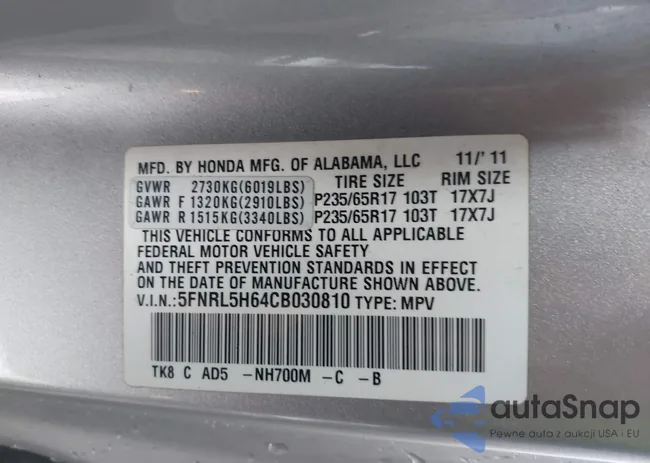 MFD. BY HONDA MFG. OF ALABAMA, LLC 11/'11
GVWR 2730KG(6019LBS) TIRE SIZE RIM SIZE
GAWR F 1320KG(2910LBS) P235/65R17 103T 17X7J
GAWR R 1515KG(3340LBS) P235/65R17 103T 17X7J
THIS VEHICLE CONFORMS TO ALL APPLICABLE
FEDERAL MOTOR VEHICLE SAFETY
AND THEFT PREVENTION STANDARDS IN EFFECT
ON THE DATE OF MANUFACTURE SHOWN ABOVE.
V.I.N.:5FNRL5H64CB030810 TYPE: MPV
TK8 C AD5 -NH700M -C -B
autaSnap
Pewne auta z aukcji USA i EU